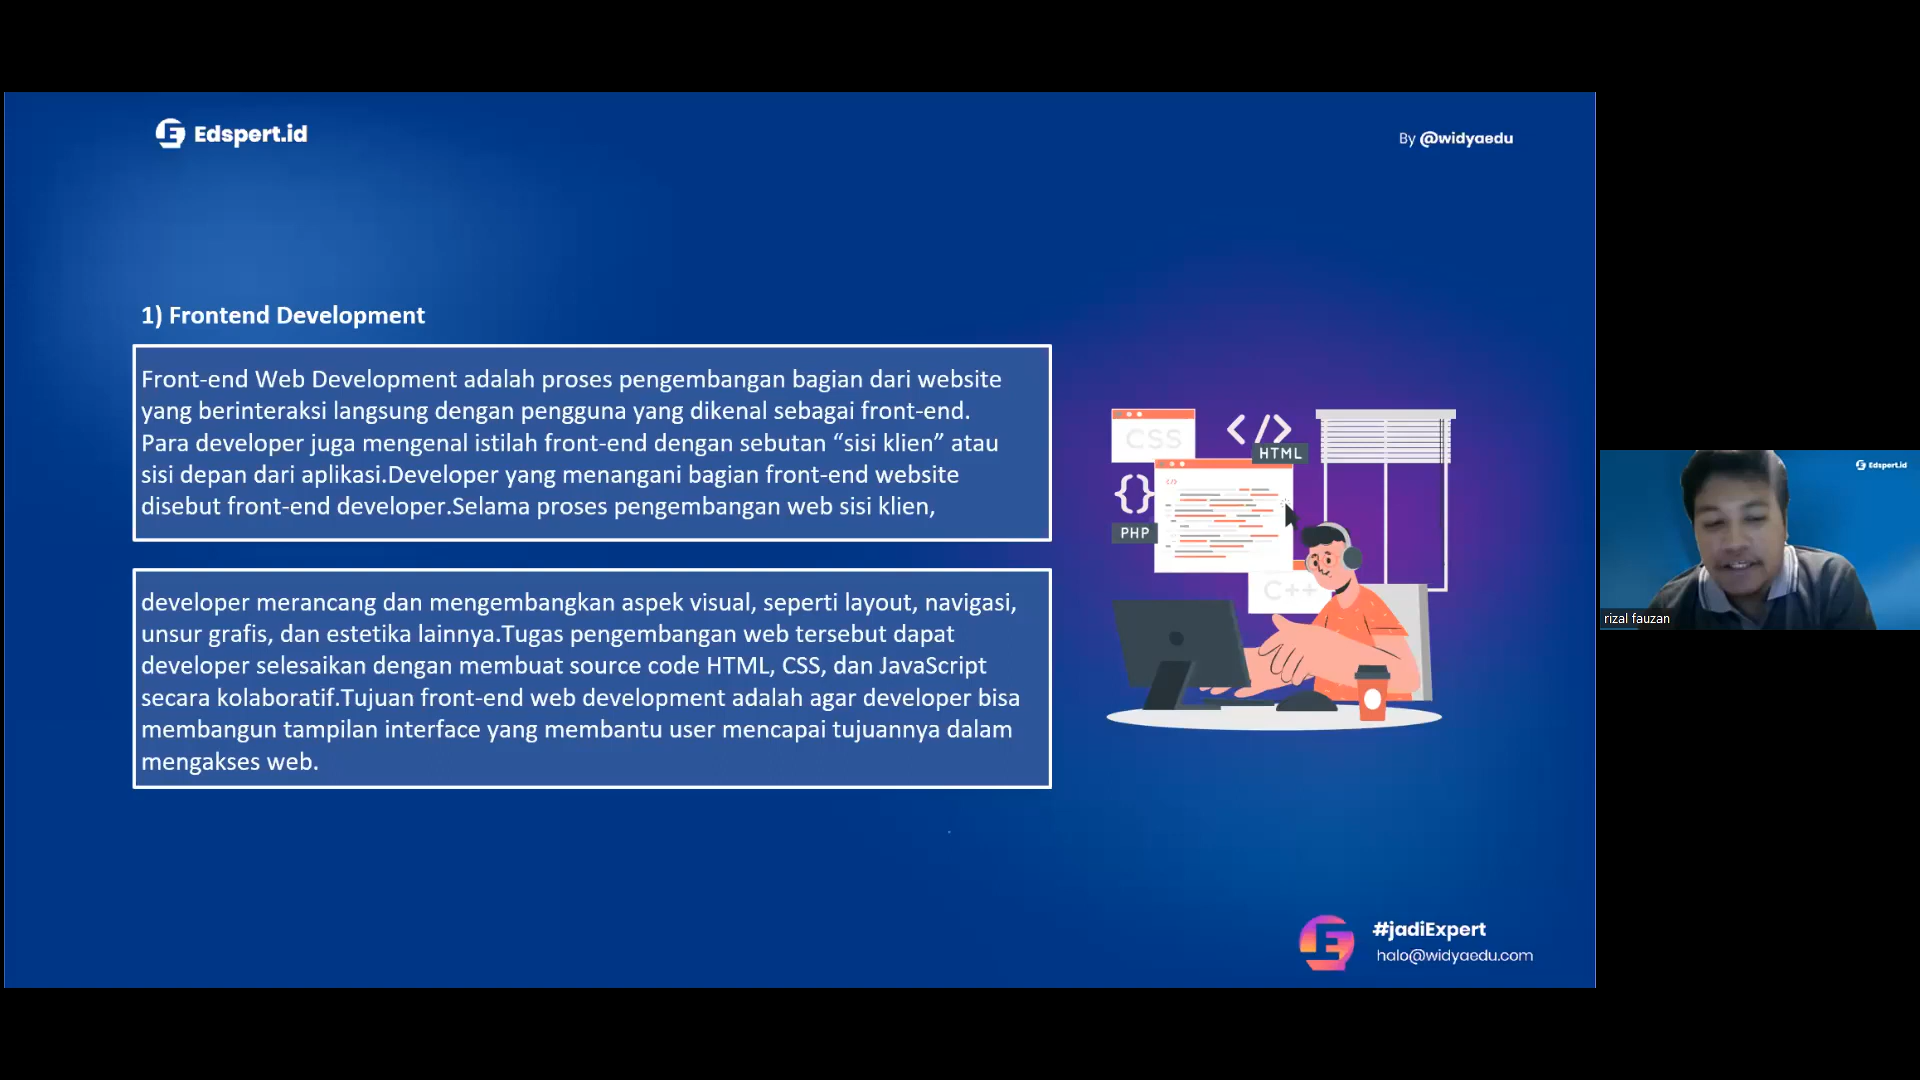 Edspert.id
By @widyaedu
1) Frontend Development
Front-end Web Development adalah proses pengembangan bagian dari website
yang berinteraksi langsung dengan pengguna yang dikenal sebagai front-end.
Para developer juga mengenal istilah front-end dengan sebutan “sisi klien” atau
sisi depan dari aplikasi.Developer yang menangani bagian front-end website
disebut front-end developer.Selama proses pengembangan web sisi klien,
developer merancang dan mengembangkan aspek visual, seperti layout, navigasi,
unsur grafis, dan estetika lainnya.Tugas pengembangan web tersebut dapat
developer selesaikan dengan membuat source code HTML, CSS, dan JavaScript
secara kolaboratif.Tujuan front-end web development adalah agar developer bisa
membangun tampilan interface yang membantu user mencapai tujuannya dalam
mengakses web.
CSS
</>
HTML
{}
</>
PHP
C++
#jadiExpert
halo@widyaedu.com
Edspert.id
rizal fauzan